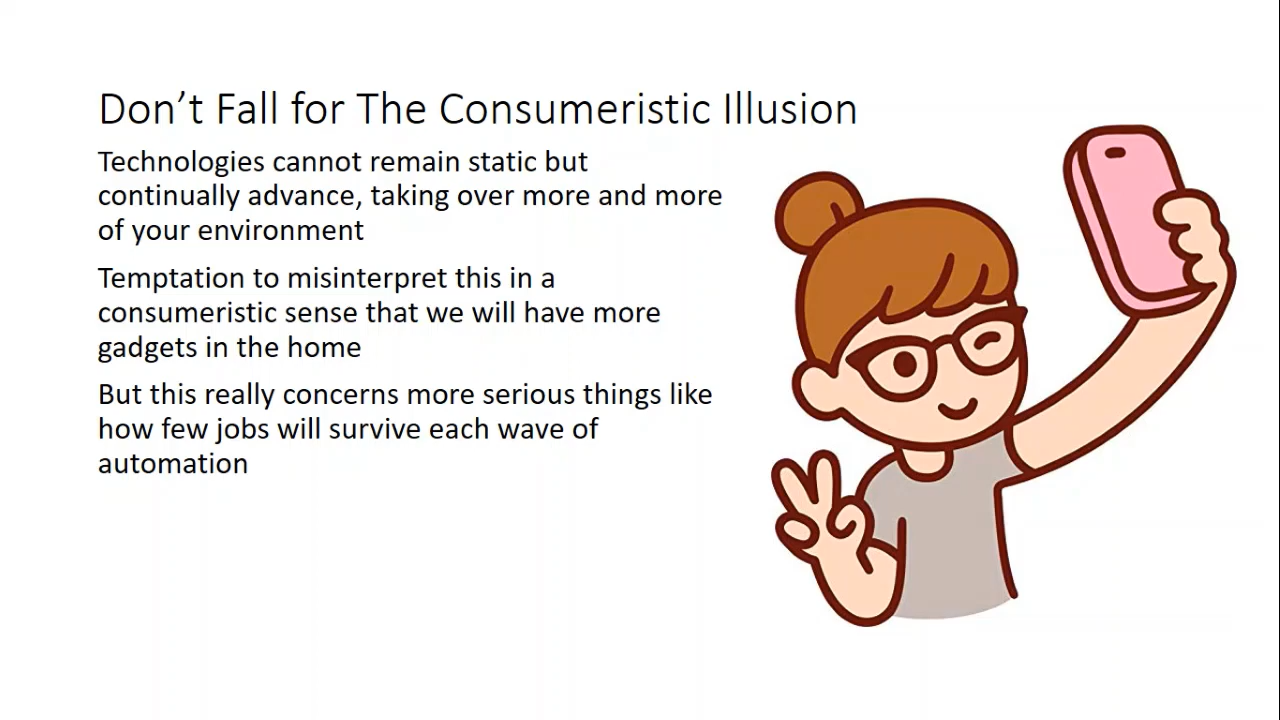 Don’t Fall for The Consumeristic Illusion
Technologies cannot remain static but
continually advance, taking over more and more
of your environment
Temptation to misinterpret this in a
consumeristic sense that we will have more
gadgets in the home
But this really concerns more serious things like
how few jobs will survive each wave of
automation